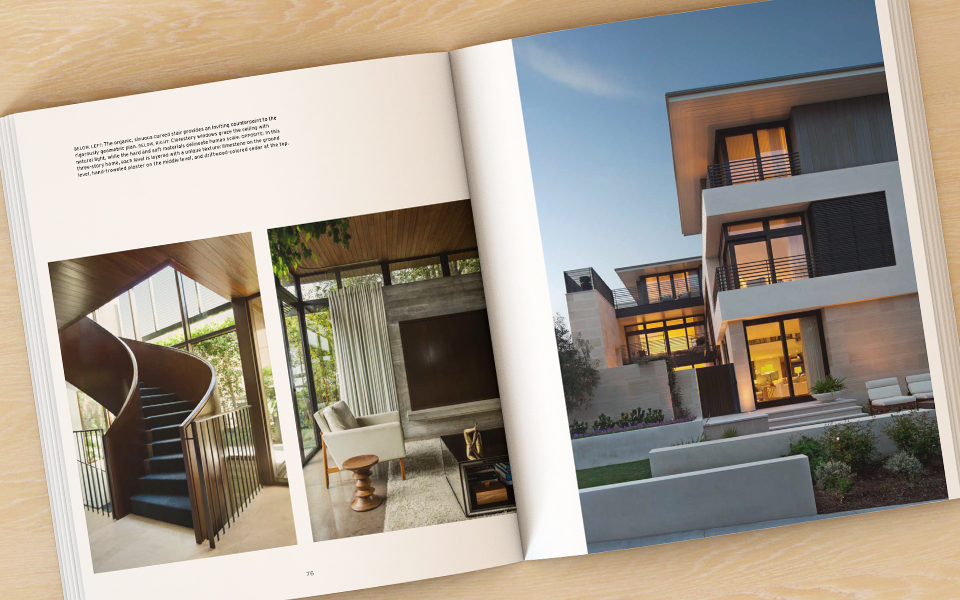 BELOW, LEFT: The organic, sinuous curved stair provides an inviting counterpoint to the
rigorously geometric plan. BELOW, RIGHT: Clerestory windows graze the ceiling with
natural light, while the hard and soft materials delineate human scale. OPPOSITE: In this
three-story home, each level is layered with a unique texture: limestone on the ground
level, hand-troweled plaster on the middle level, and driftwood-colored cedar at the top.
76